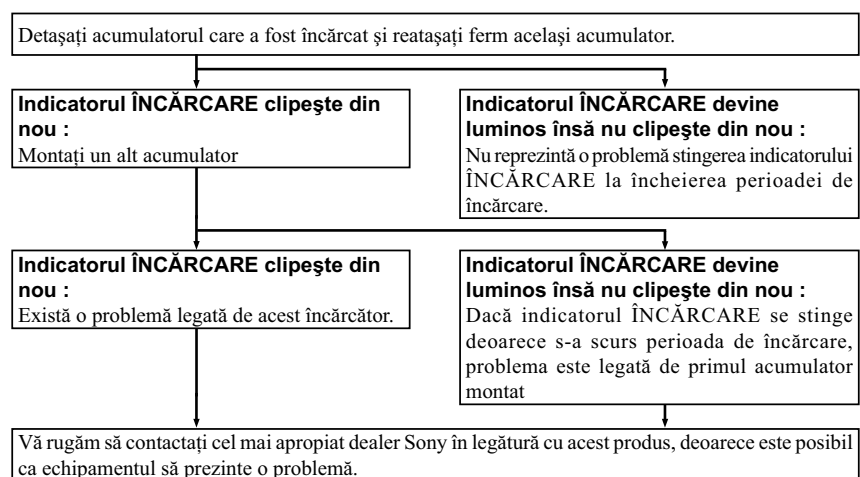 Detaşaţi acumulatorul care a fost încărcat şi reataşaţi ferm acelaşi acumulator.
Indicatorul ÎNCĂRCARE clipeşte din
nou :
Montaţi un alt acumulator
Indicatorul ÎNCĂRCARE devine
luminos însă nu clipeşte din nou :
Nu reprezintă o problemă stingerea indicatorului
ÎNCĂRCARE la încheierea perioadei de
încărcare.
Indicatorul ÎNCĂRCARE clipeşte din
nou :
Există o problemă legată de acest încărcător.
Indicatorul ÎNCĂRCARE devine
luminos însă nu clipeşte din nou :
Dacă indicatorul ÎNCĂRCARE se stinge
deoarece s-a scurs perioada de încărcare,
problema este legată de primul acumulator
montat
Vă rugăm să contactaţi cel mai apropiat dealer Sony în legătură cu acest produs, deoarece este posibil
ca echipamentul să prezinte o problemă.